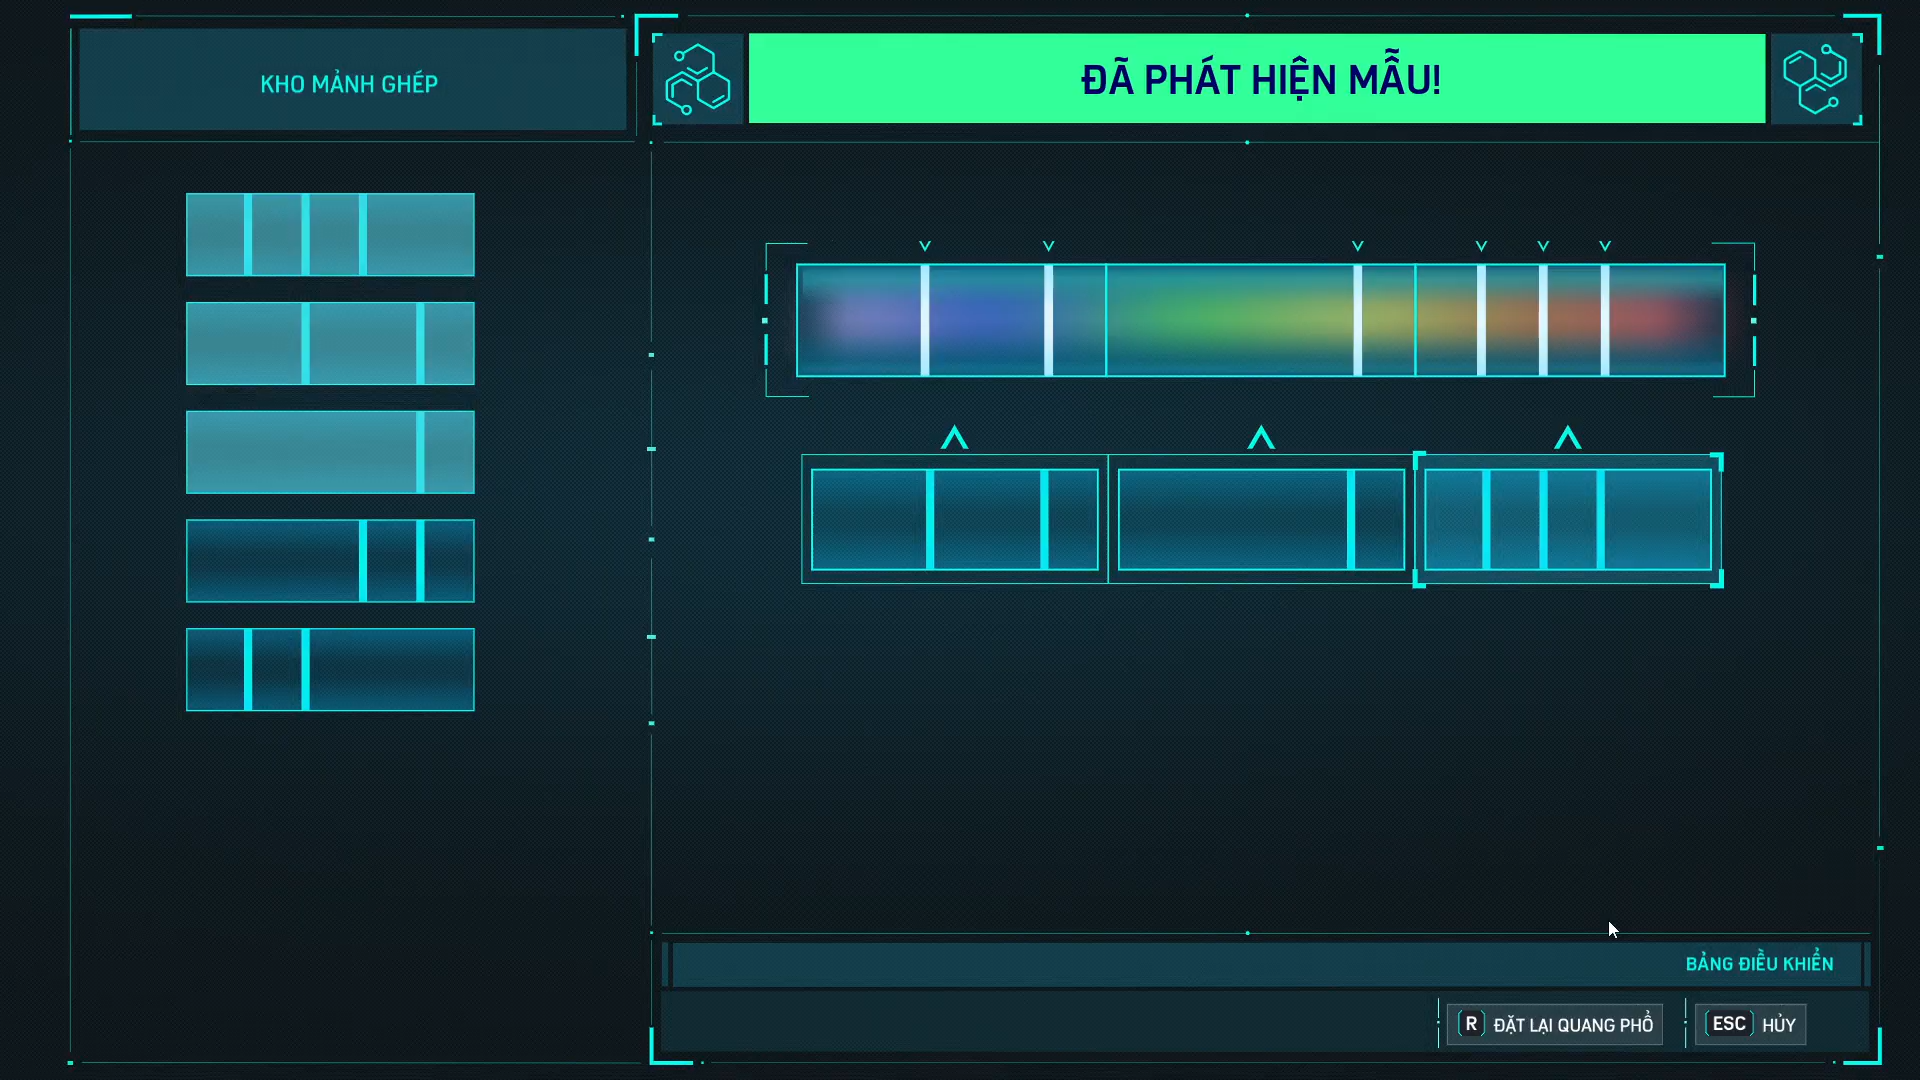 KHO MẢNH GHÉP
ĐÃ PHÁT HIỆN MẪU!
BẢNG ĐIỀU KHIỂN
R ĐẶT LẠI QUANG PHỔ
ESC HỦY